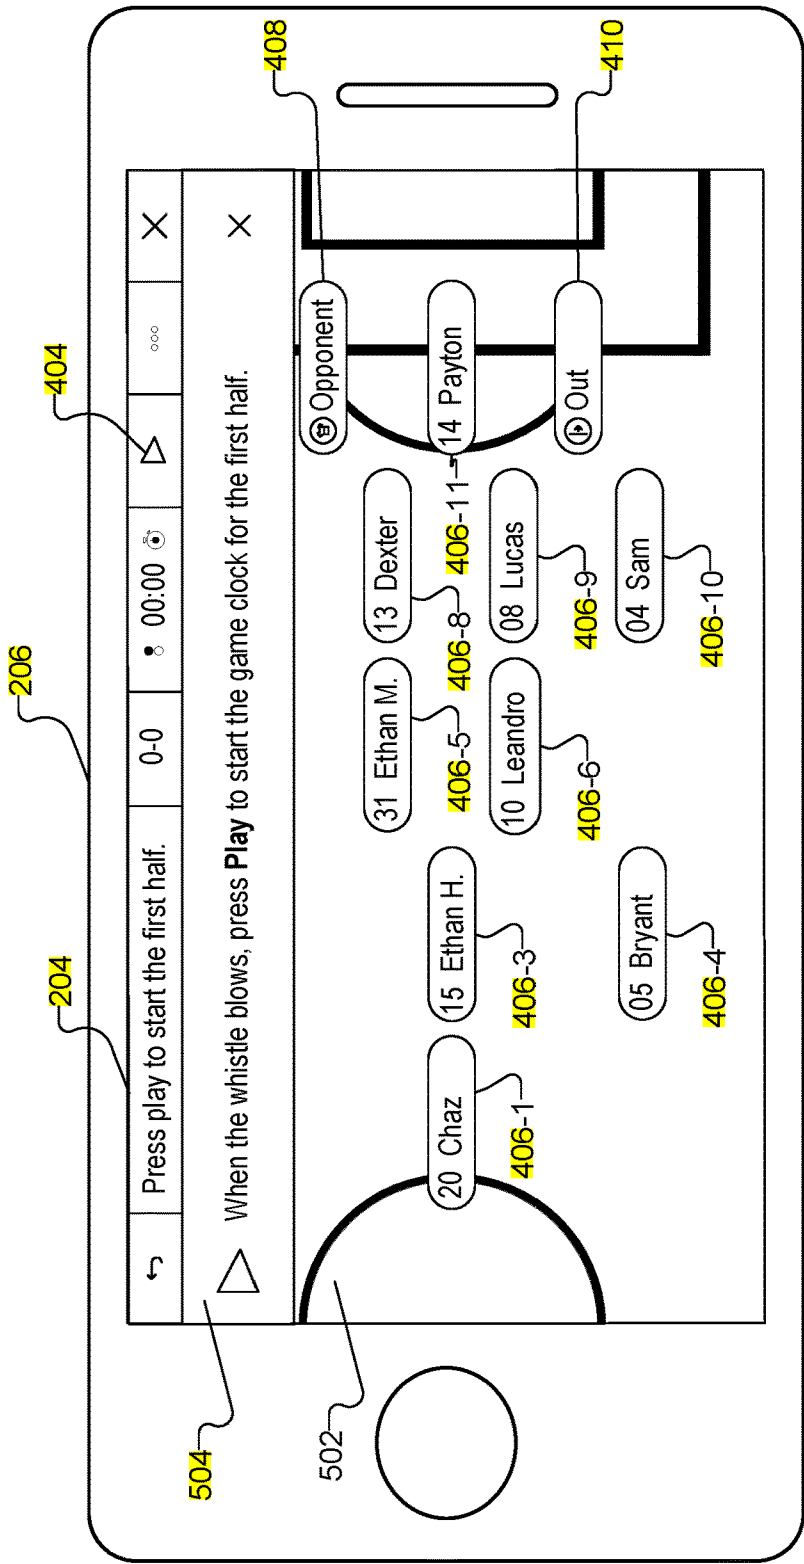 206
204
404
Press play to start the first half.
0-0
00:00
504
When the whistle blows, press Play to start the game clock for the first half.
408
Opponent
502
31 Ethan M.
13 Dexter
20 Chaz
15 Ethan H.
14 Payton
406-5
406-8
406-11
10 Leandro
08 Lucas
406-1
406-3
Out
406-6
406-9
410
05 Bryant
04 Sam
406-4
406-10